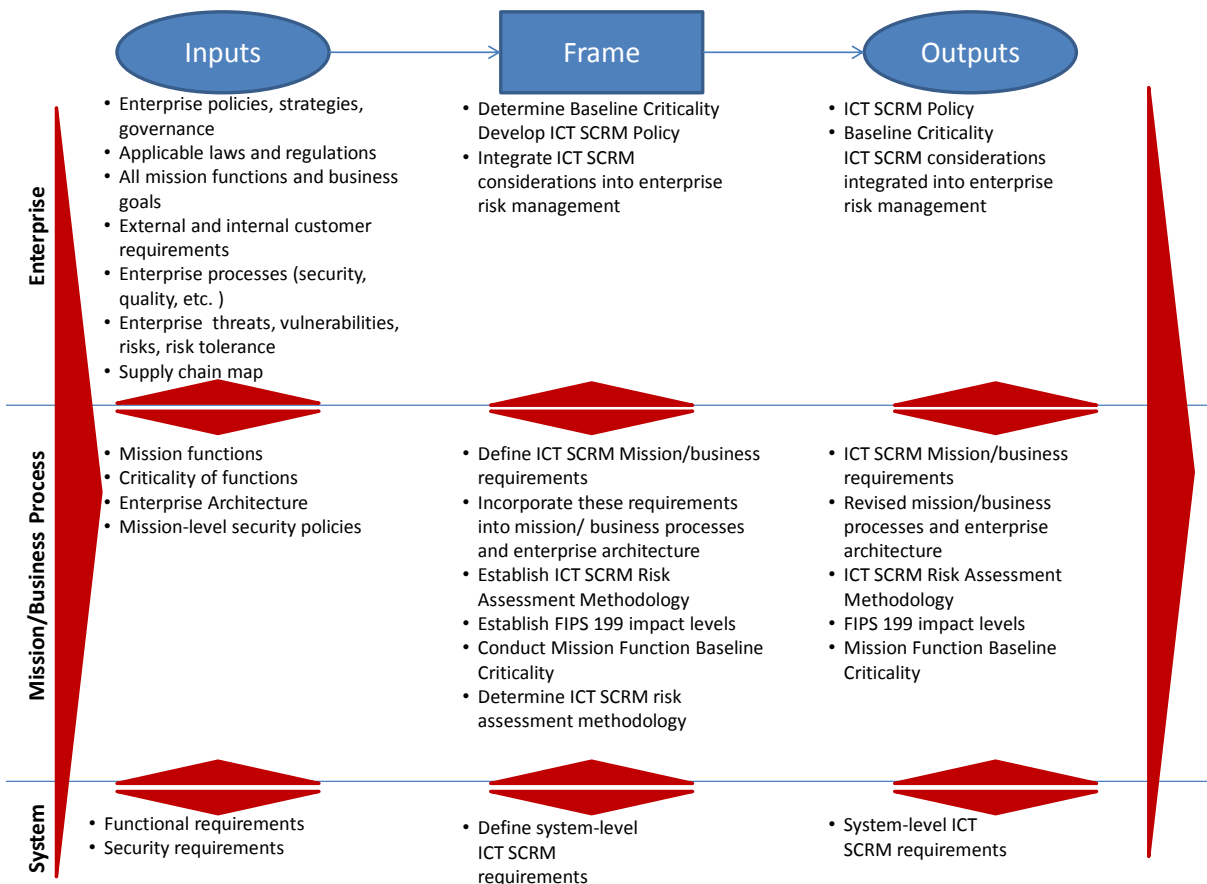 Inputs
Frame
Outputs
Enterprise
• Enterprise policies, strategies,
governance
• Applicable laws and regulations
• All mission functions and business
goals
• External and internal customer
requirements
• Enterprise processes (security,
quality, etc. )
• Enterprise  threats, vulnerabilities,
risks, risk tolerance
• Supply chain map
• Determine Baseline Criticality
Develop ICT SCRM Policy
• Integrate ICT SCRM
considerations into enterprise
risk management
• ICT SCRM Policy
• Baseline Criticality
ICT SCRM considerations
integrated into enterprise
risk management
Mission/Business Process
• Mission functions
• Criticality of functions
• Enterprise Architecture
• Mission-level security policies
• Define ICT SCRM Mission/business
requirements
• Incorporate these requirements
into mission/ business processes
and enterprise architecture
• Establish ICT SCRM Risk
Assessment Methodology
• Establish FIPS 199 impact levels
• Conduct Mission Function Baseline
Criticality
• Determine ICT SCRM risk
assessment methodology
• ICT SCRM Mission/business
requirements
• Revised mission/business
processes and enterprise
architecture
• ICT SCRM Risk Assessment
Methodology
• FIPS 199 impact levels
• Mission Function Baseline
Criticality
System
• Functional requirements
• Security requirements
• Define system-level
ICT SCRM
requirements
• System-level ICT
SCRM requirements